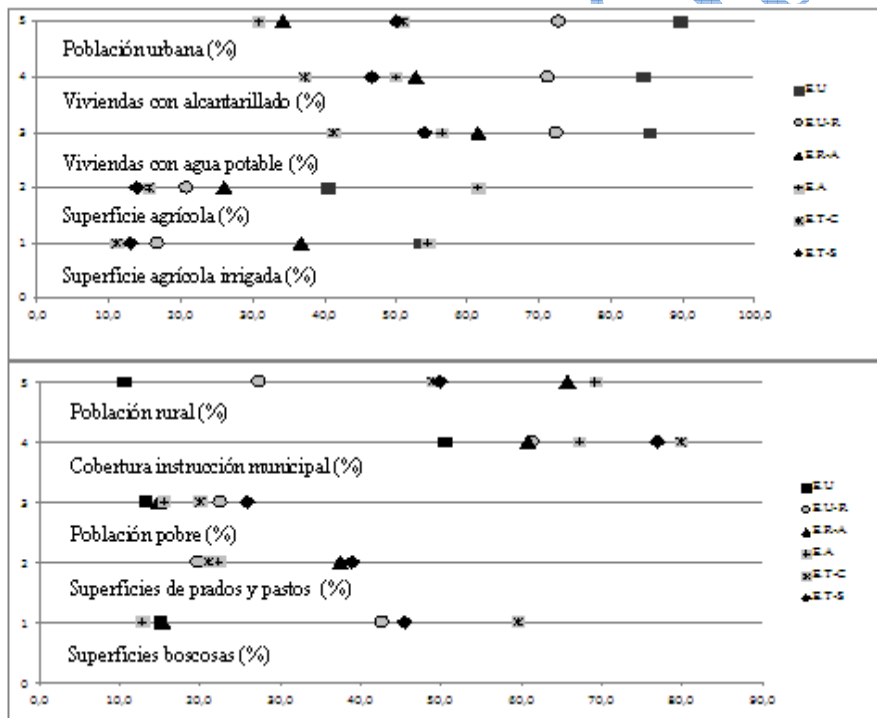 5
Población urbana (%)
4
Viviendas con alcantarillado (%)
3
Viviendas con agua potable (%)
2
Superficie agrícola (%)
1
Superficie agrícola irrigada (%)
0
0,0 10,0 20,0 30,0 40,0 50,0 60,0 70,0 80,0 90,0 100,0
E.U
E.U-R
E.R-A
E.A
E.T-C
E.T-S
5
Población rural (%)
4
Cobertura instrucción municipal (%)
3
Población pobre (%)
2
Superfícies de prados y pastos (%)
1
Superfícies boscosas (%)
0
0,0 10,0 20,0 30,0 40,0 50,0 60,0 70,0 80,0 90,0
E.U
E.U-R
E.R-A
E.A
E.T-C
E.T-S